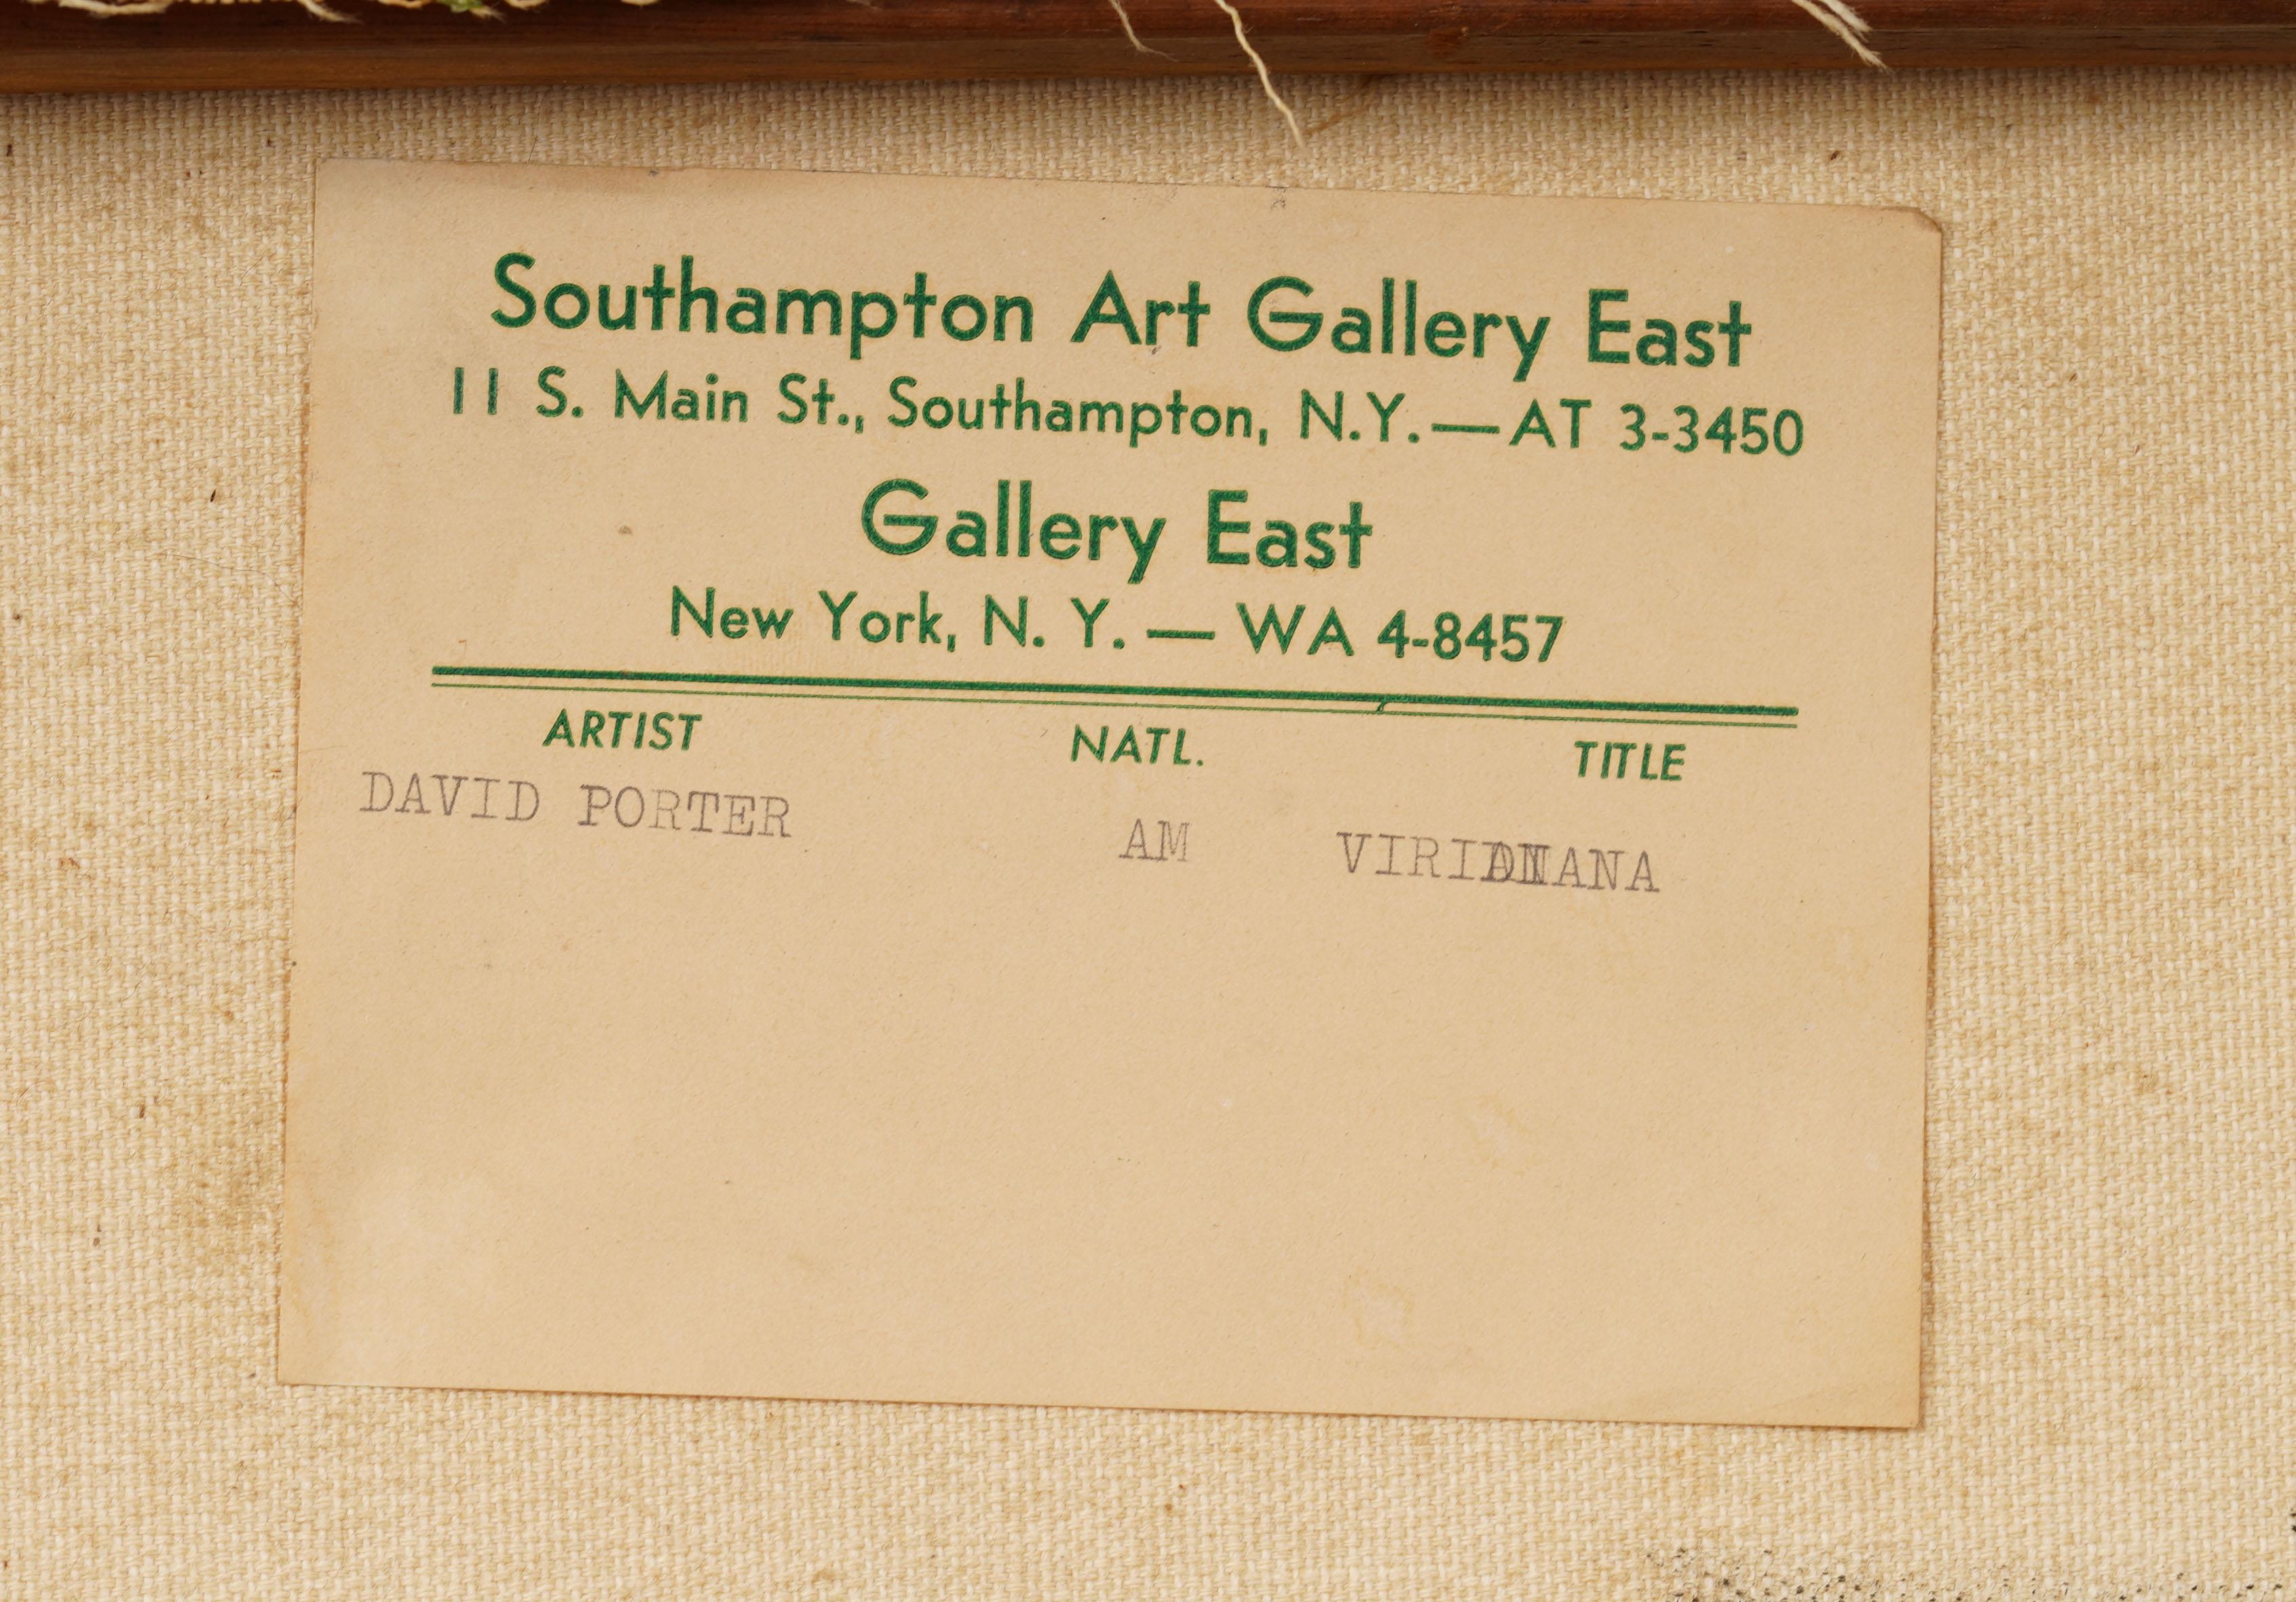 Southampton Art Gallery East
11 S. Main St., Southampton, N.Y.—AT 3-3450
Gallery East
New York, N. Y. — WA 4-8457
ARTIST NATL. TITLE
DAVID PORTER AM VIRIDIANA